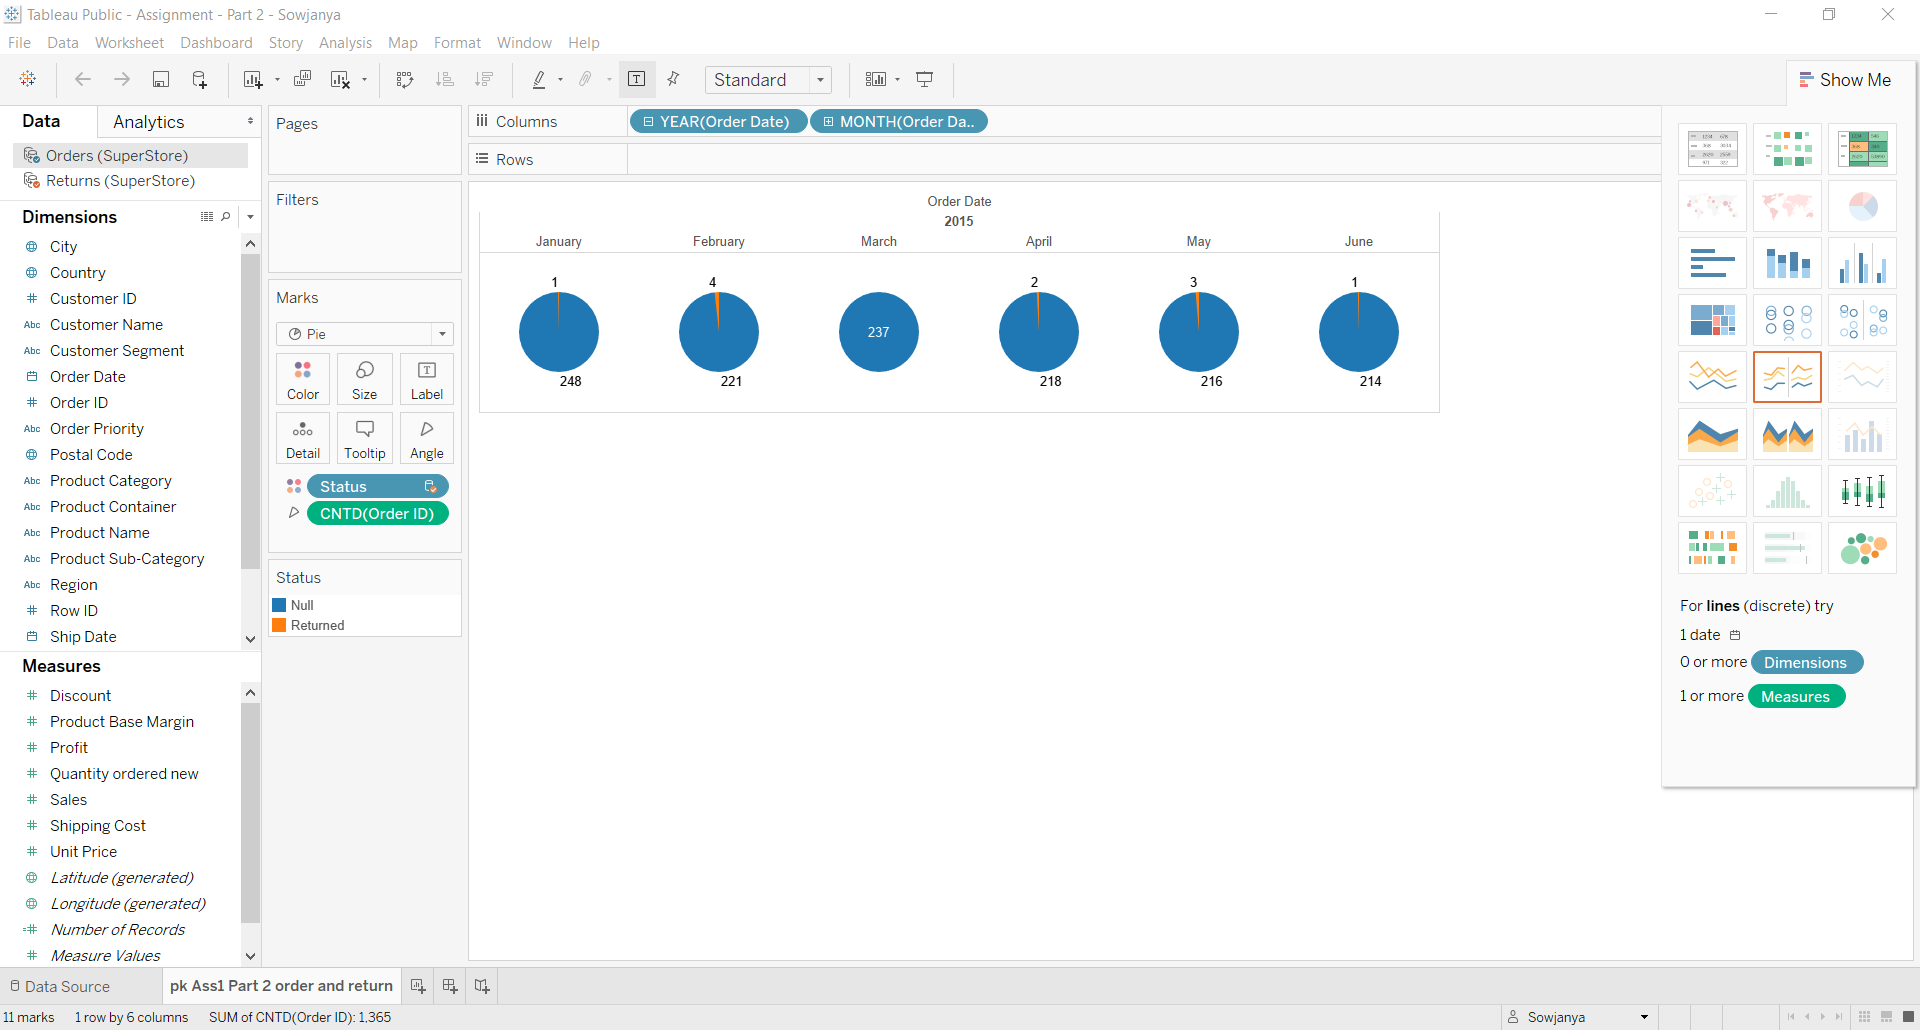 Tableau Public - Assignment - Part 2 - Sowjanya
File Data Worksheet Dashboard Story Analysis Map Format Window Help
Standard
Show Me
Data Analytics
Orders (SuperStore)
Returns (SuperStore)
Dimensions
City
Country
Customer ID
Abc Customer Name
Abc Customer Segment
Order Date
Order ID
Abc Order Priority
Postal Code
Abc Product Category
Abc Product Container
Abc Product Name
Abc Product Sub-Category
Abc Region
Row ID
Ship Date
Measures
Discount
Product Base Margin
Profit
Quantity ordered new
Sales
Shipping Cost
Unit Price
Latitude (generated)
Longitude (generated)
Number of Records
Measure Values
Pages
Filters
Marks
Pie
Color Size Label
Detail Tooltip Angle
Status
CNTD(Order ID)
Status
Null
Returned
Columns YEAR(Order Date) MONTH(Order Da..
Rows
Order Date
2015
January February March April May June
1 4 2 3 1
237
248 221 218 216 214
For lines (discrete) try
1 date
0 or more Dimensions
1 or more Measures
Data Source pk Ass1 Part 2 order and return
11 marks 1 row by 6 columns SUM of CNTD(Order ID): 1,365 Sowjanya